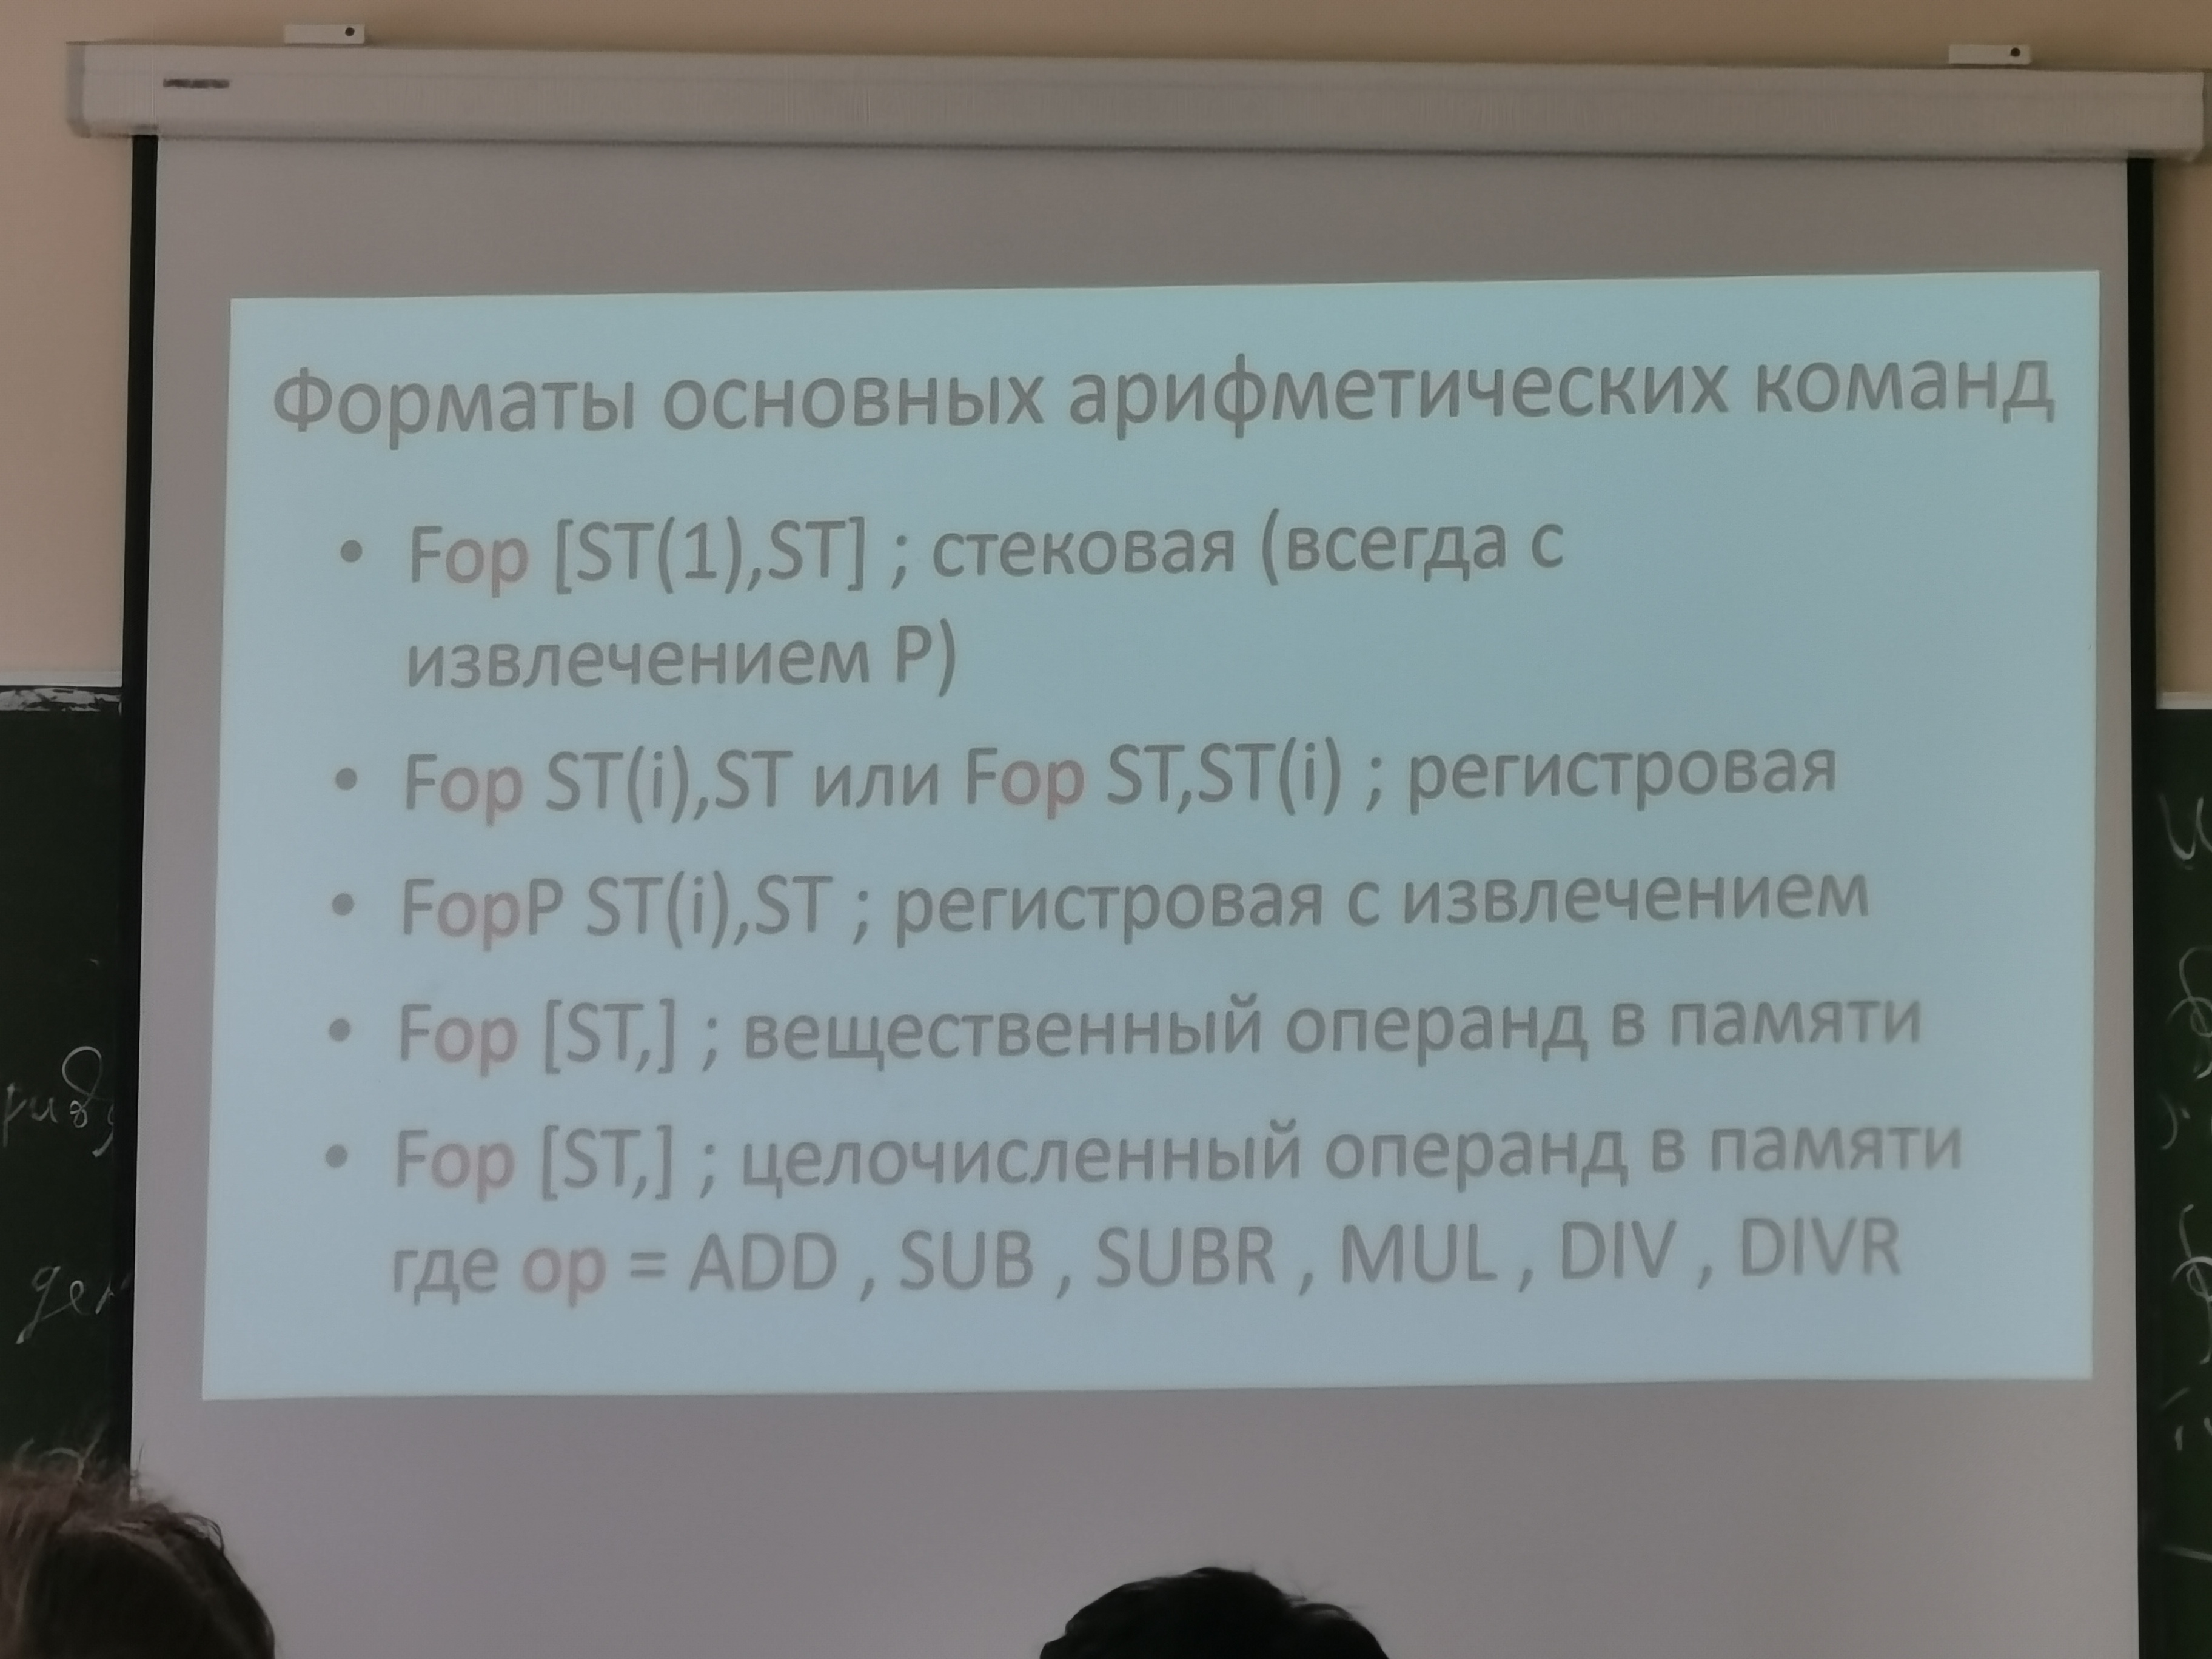 Форматы основных арифметических команд
• Fop [ST(1),ST] ; стековая (всегда с
извлечением P)
• Fop ST(i),ST или Fop ST,ST(i) ; регистровая
• FopP ST(i),ST ; регистровая с извлечением
• Fop [ST,] ; вещественный операнд в памяти
• Fop [ST,] ; целочисленный операнд в памяти
где op = ADD , SUB , SUBR , MUL , DIV , DIVR